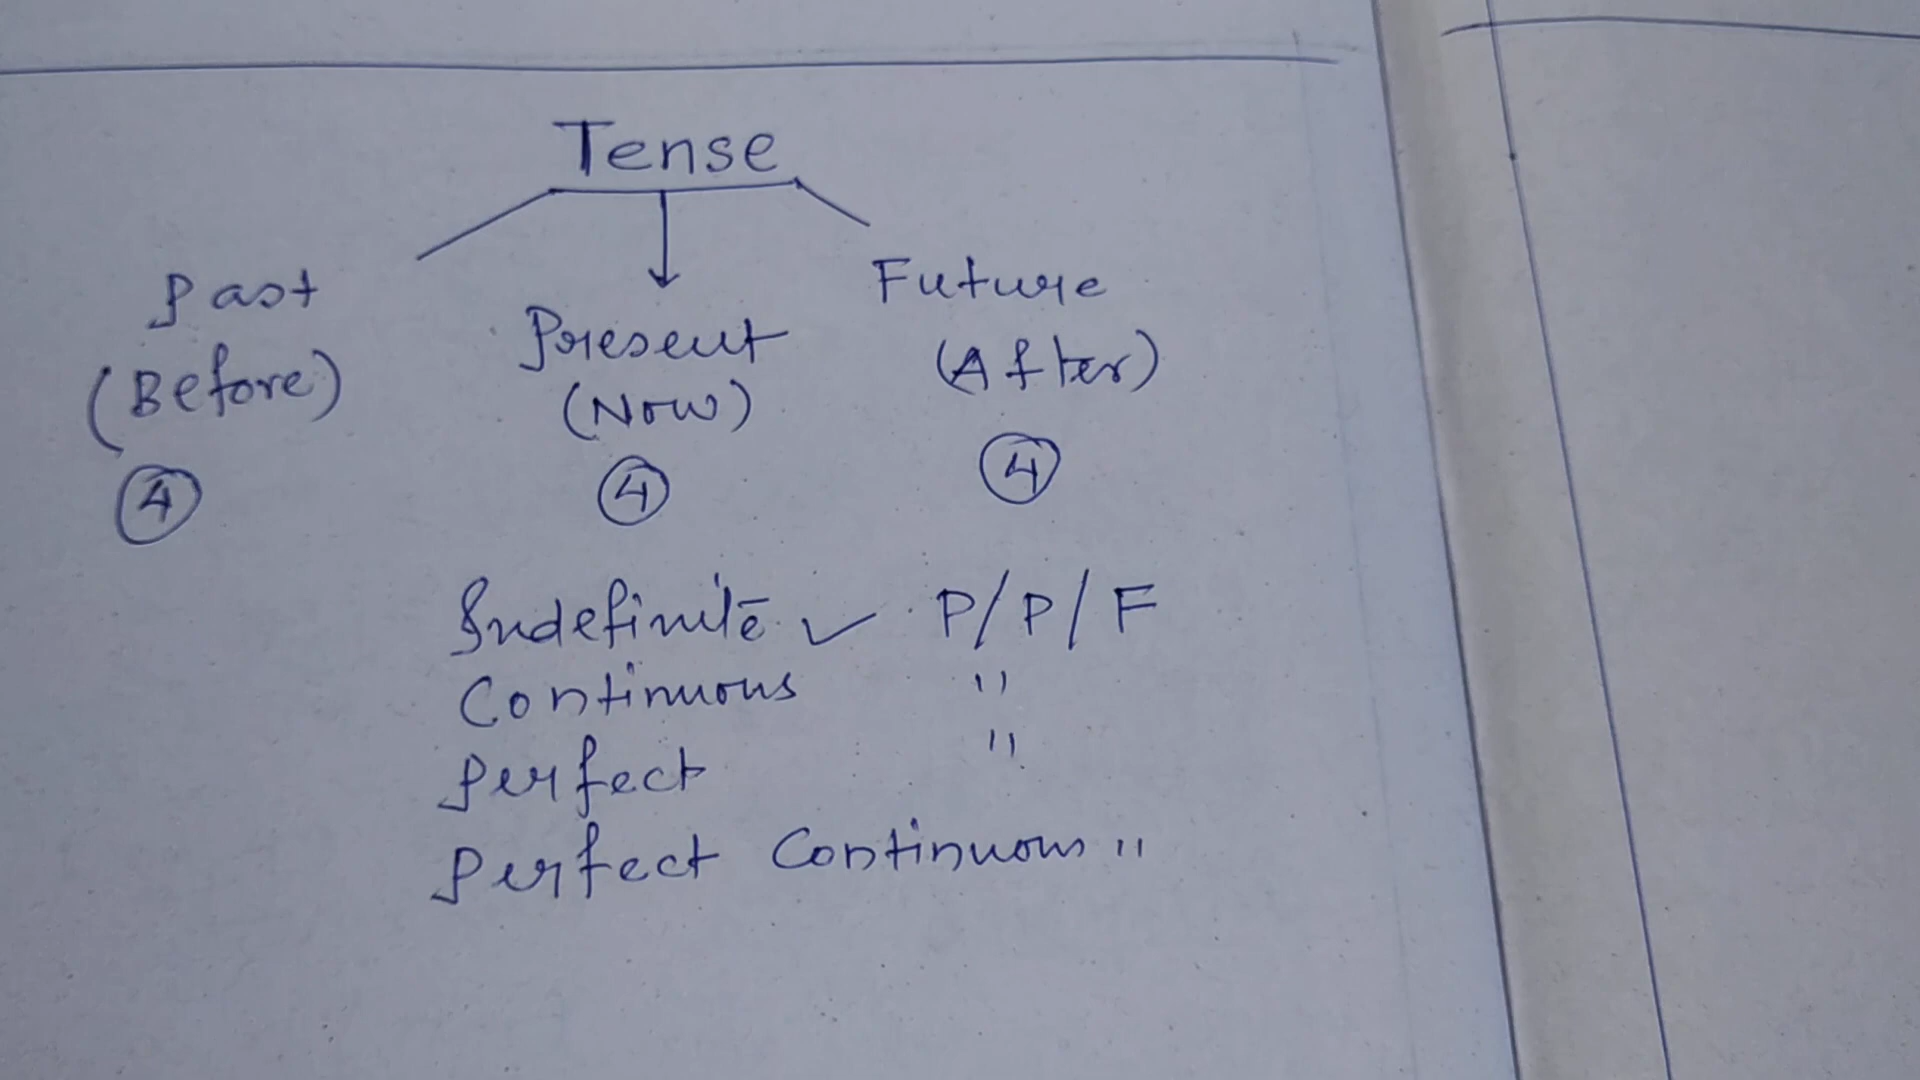 Tense
Past
(Before)
④
Present
(Now)
④
Future
(After)
④
Indefinite ✓ P/P/F
Continuous "
Perfect "
Perfect Continuous "